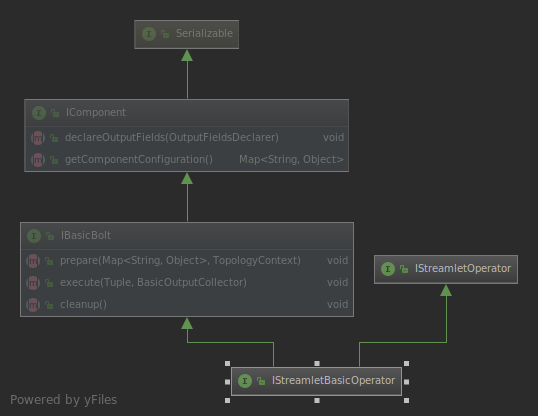 I Serializable
I IComponent
m declareOutputFields(OutputFieldsDeclarer) void
m getComponentConfiguration() Map<String, Object>
I IBasicBolt
m prepare(Map<String, Object>, TopologyContext) void
m execute(Tuple, BasicOutputCollector) void
m cleanup() void
I IStreamletOperator
I IStreamletBasicOperator
Powered by yFiles